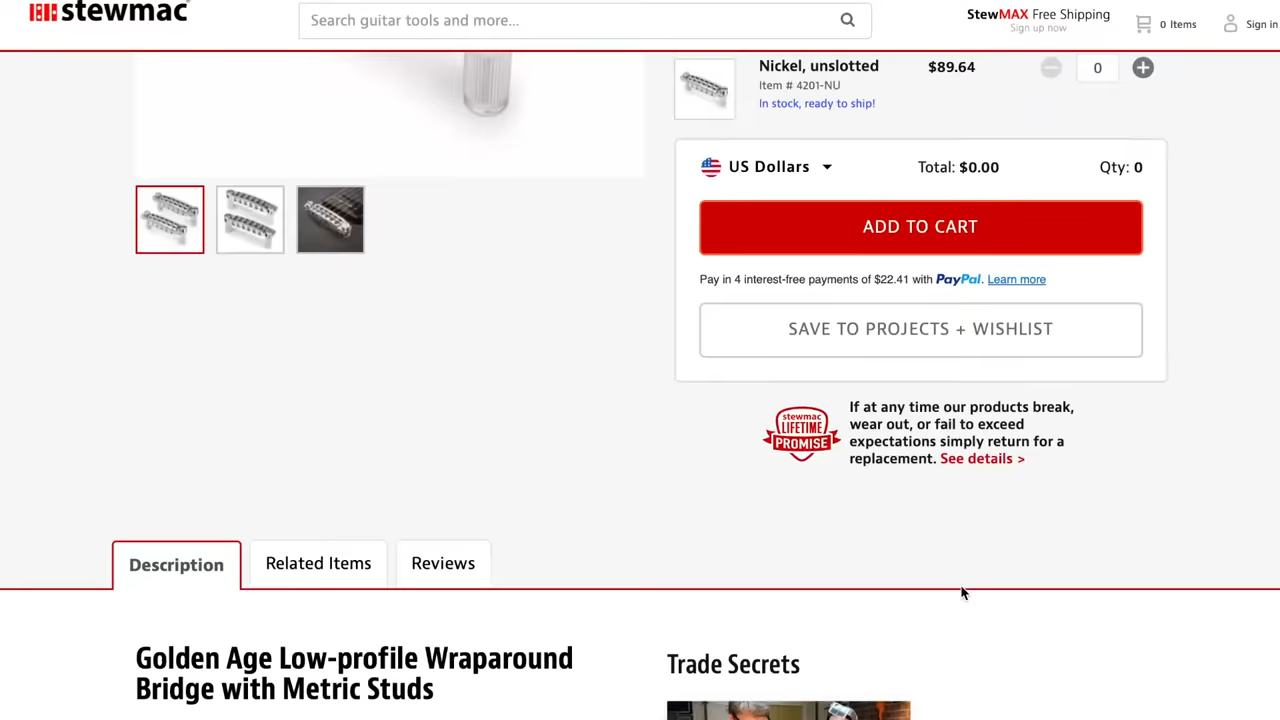 stewmac
Search guitar tools and more...
StewMAX Free Shipping
Sign up now
0 Items
Sign in
Nickel, unslotted
$89.64
0
Item # 4201-NU
In stock, ready to ship!
US Dollars
Total: $0.00
Qty: 0
ADD TO CART
Pay in 4 interest-free payments of $22.41 with PayPal. Learn more
SAVE TO PROJECTS + WISHLIST
stewmac
LIFETIME
PROMISE
If at any time our products break,
wear out, or fail to exceed
expectations simply return for a
replacement. See details >
Description
Related Items
Reviews
Golden Age Low-profile Wraparound
Bridge with Metric Studs
Trade Secrets